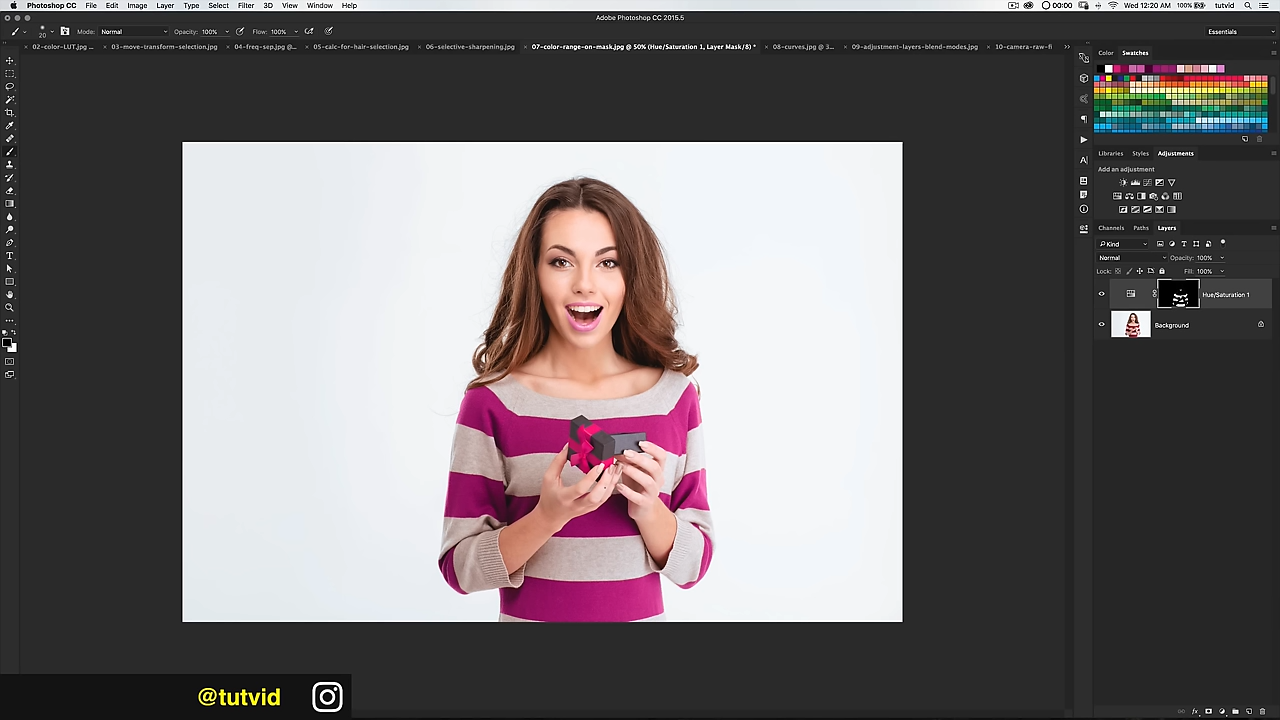 Photoshop CC File Edit Image Layer Type Select Filter 3D View Window Help
00:00 100% Wed 12:20 AM tutvid
Adobe Photoshop CC 2015.5
20 Mode: Normal Opacity: 100% Flow: 100% Essentials
02-color-LUT.jpg ... 03-move-transform-selection.jpg 04-freq-sep.jpg @... 05-calc-for-hair-selection.jpg 06-selective-sharpening.jpg 07-color-range-on-mask.jpg @ 50% (Hue/Saturation 1, Layer Mask/8) * 08-curves.jpg @ 3... 09-adjustment-layers-blend-modes.jpg 10-camera-raw-fi
Color Swatches
Libraries Styles Adjustments
Add an adjustment
Channels Paths Layers
Kind
Normal Opacity: 100%
Lock: Fill: 100%
Hue/Saturation 1
Background
@tutvid